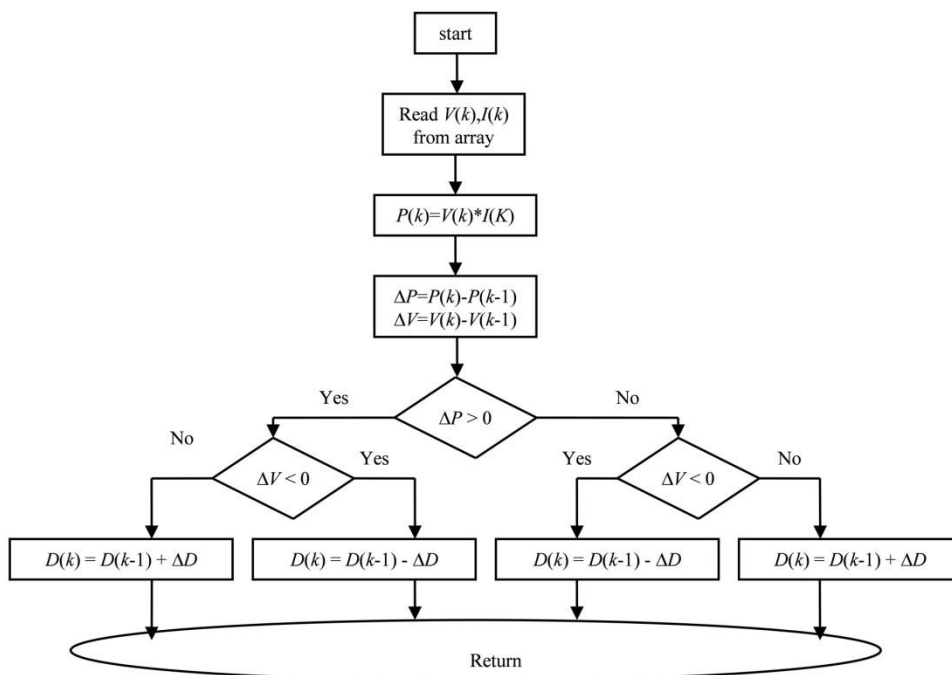 start
Read V(k),I(k)
from array
P(k)=V(k)*I(K)
ΔP=P(k)-P(k-1)
ΔV=V(k)-V(k-1)
Yes
ΔP > 0
No
No
ΔV < 0
Yes
Yes
ΔV < 0
No
D(k) = D(k-1) + ΔD
D(k) = D(k-1) - ΔD
D(k) = D(k-1) - ΔD
D(k) = D(k-1) + ΔD
Return